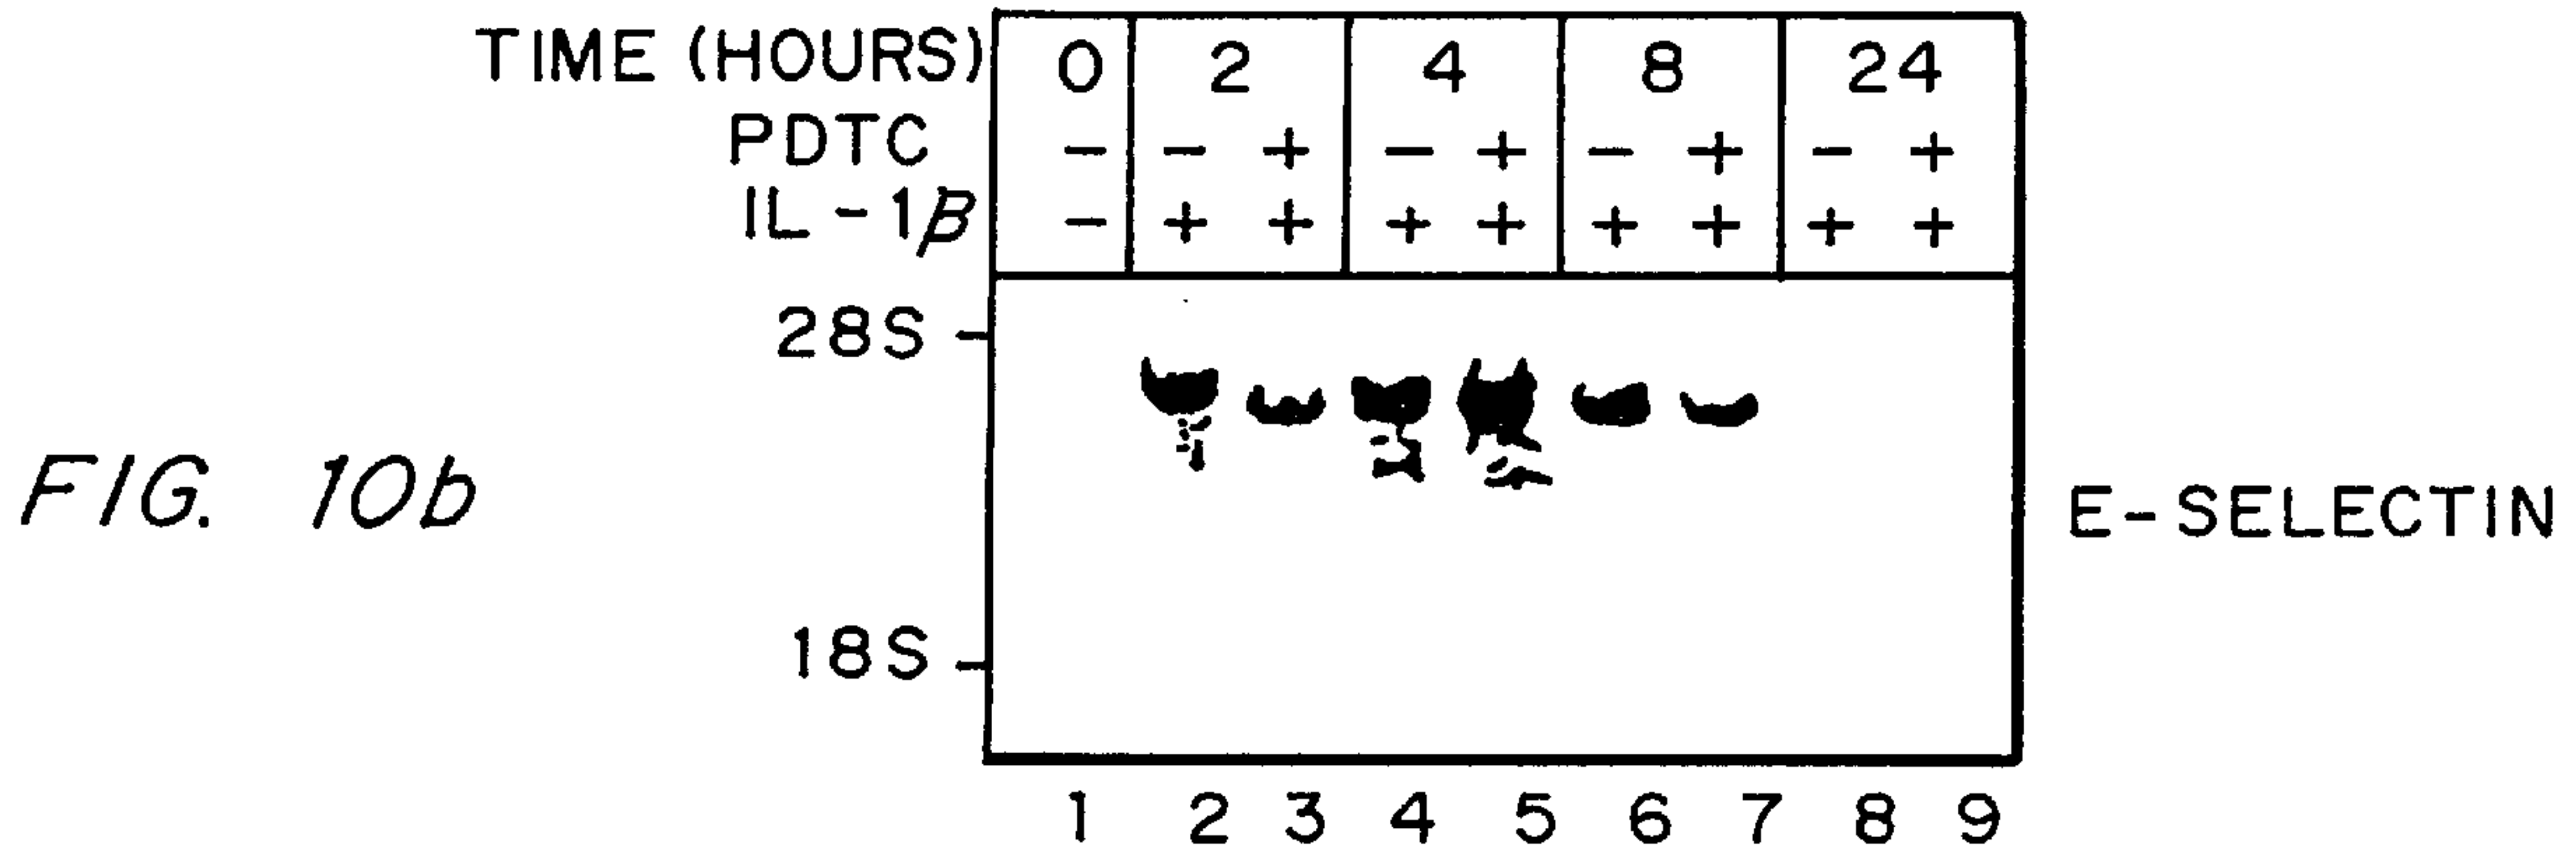 TIME (HOURS) 0 2 4 8 24
PDTC - - + - + - + - +
IL-1β - + + + + + + + +
28S
18S
FIG. 10b
E-SELECTIN
1 2 3 4 5 6 7 8 9